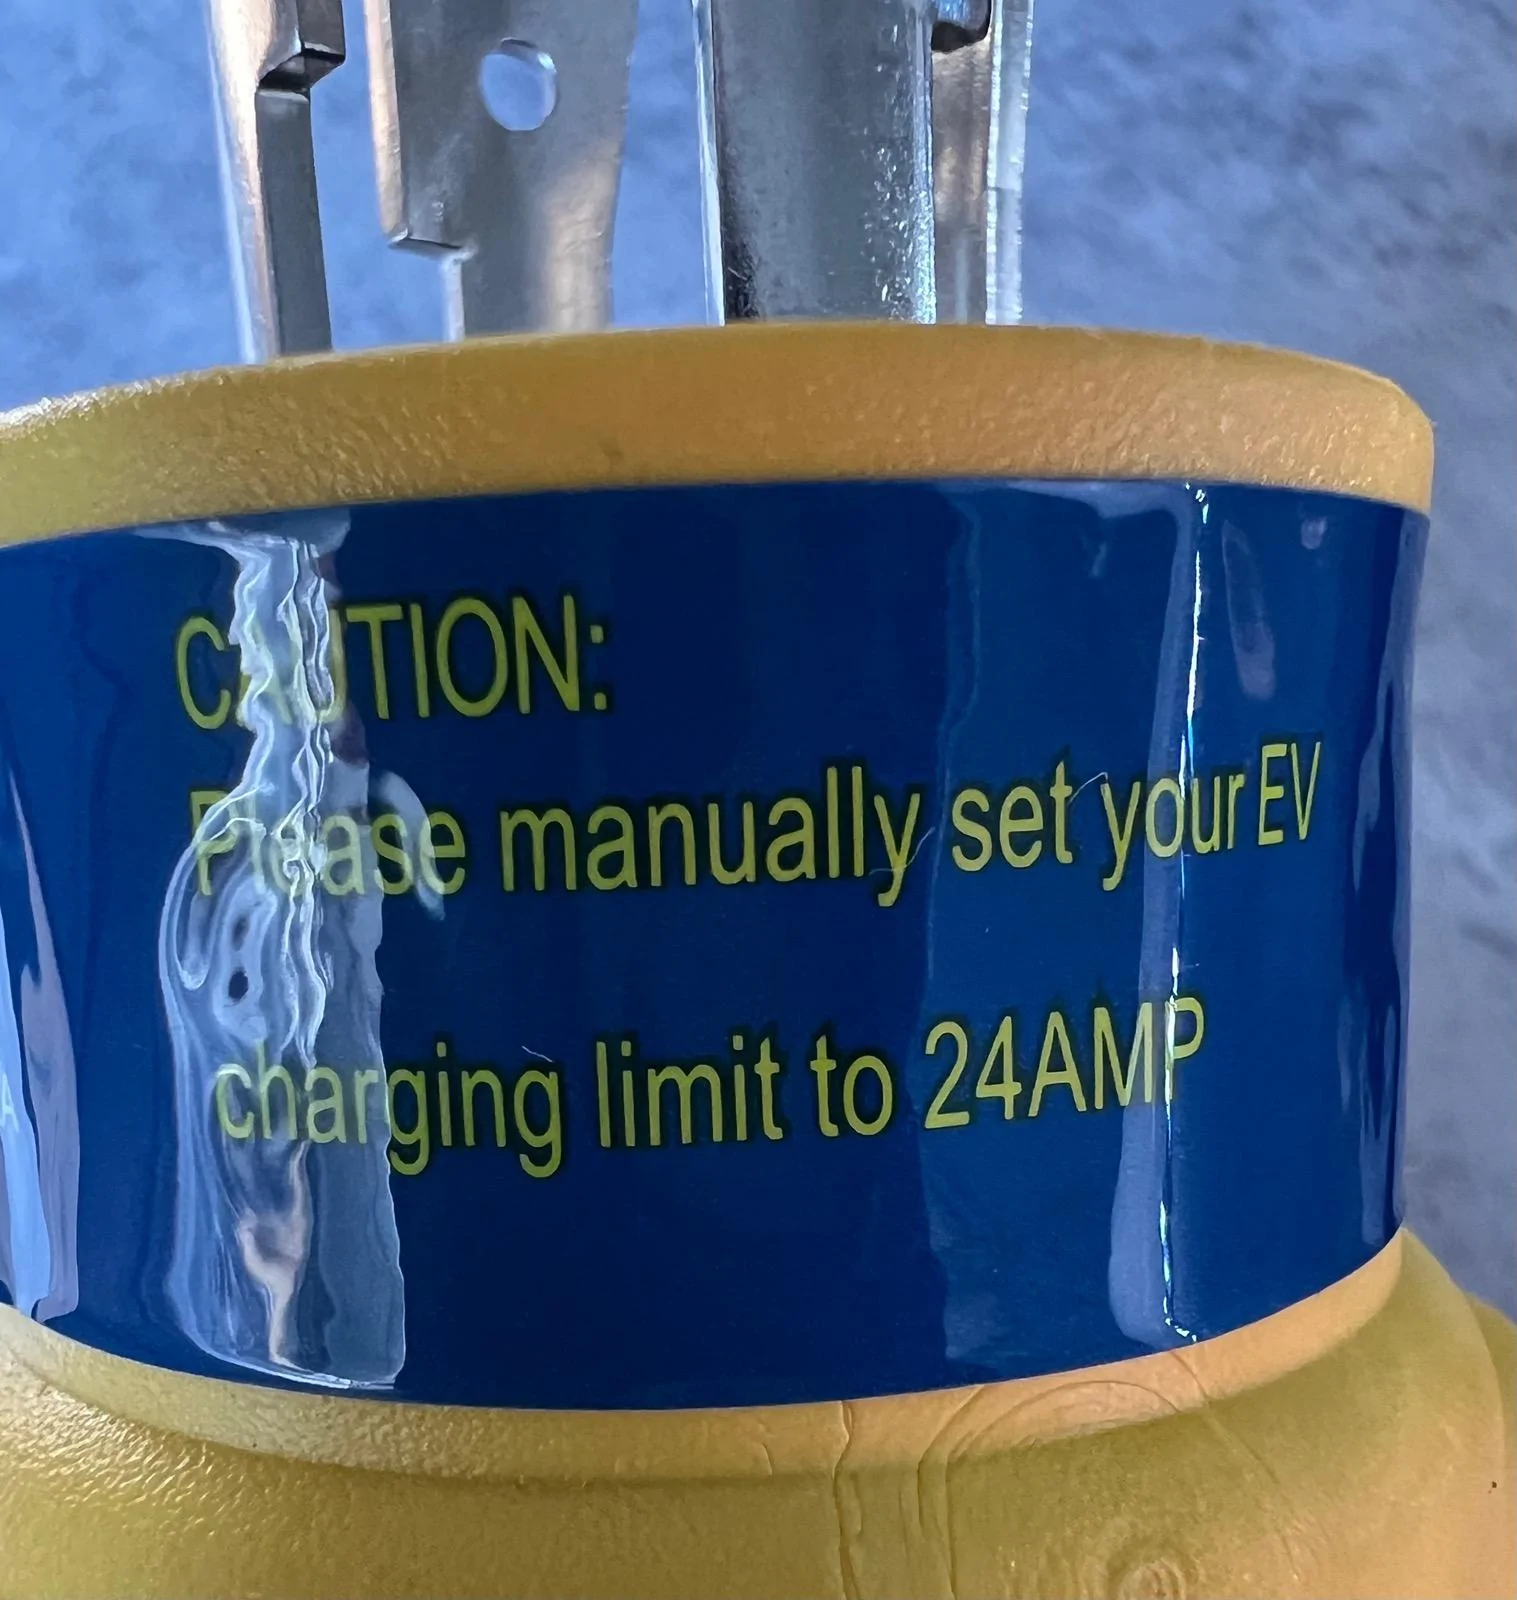 CAUTION:
Please manually set your EV
charging limit to 24AMP